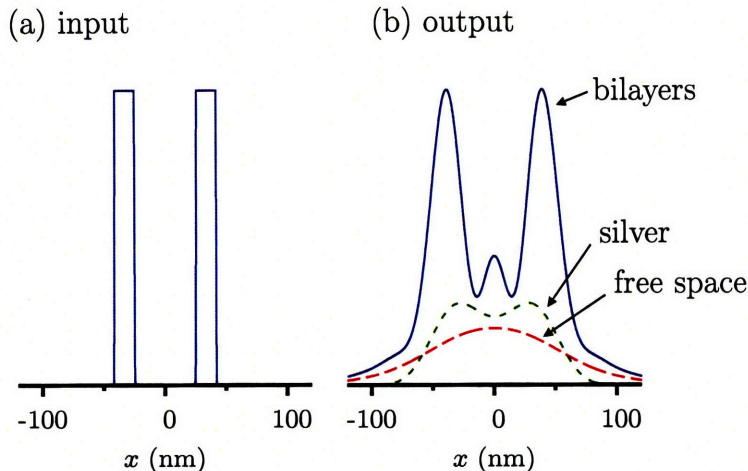 (a) input
(b) output
bilayers
silver
free space
-100 0 100
-100 0 100
x (nm)
x (nm)